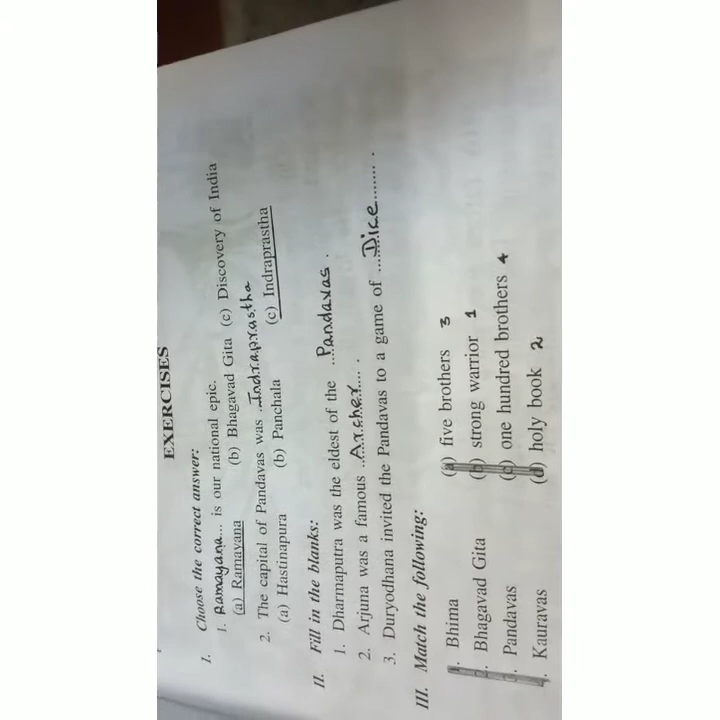 EXERCISES
I. Choose the correct answer:
1. Ramayana... is our national epic.
(a) Ramayana (b) Bhagavad Gita (c) Discovery of India
2. The capital of Pandavas was ..Indraprastha
(a) Hastinapura (b) Panchala (c) Indraprastha
II. Fill in the blanks:
1. Dharmaputra was the eldest of the ....Pandavas .
2. Arjuna was a famous ..Archer.... .
3. Duryodhana invited the Pandavas to a game of ....Dice....... .
III. Match the following:
1. Bhima (a) five brothers 3
2. Bhagavad Gita (b) strong warrior 1
3. Pandavas (c) one hundred brothers 4
4. Kauravas (d) holy book 2